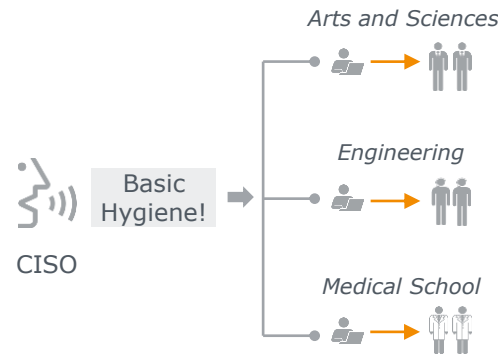 Arts and Sciences
Engineering
Basic
Hygiene!
CISO
Medical School